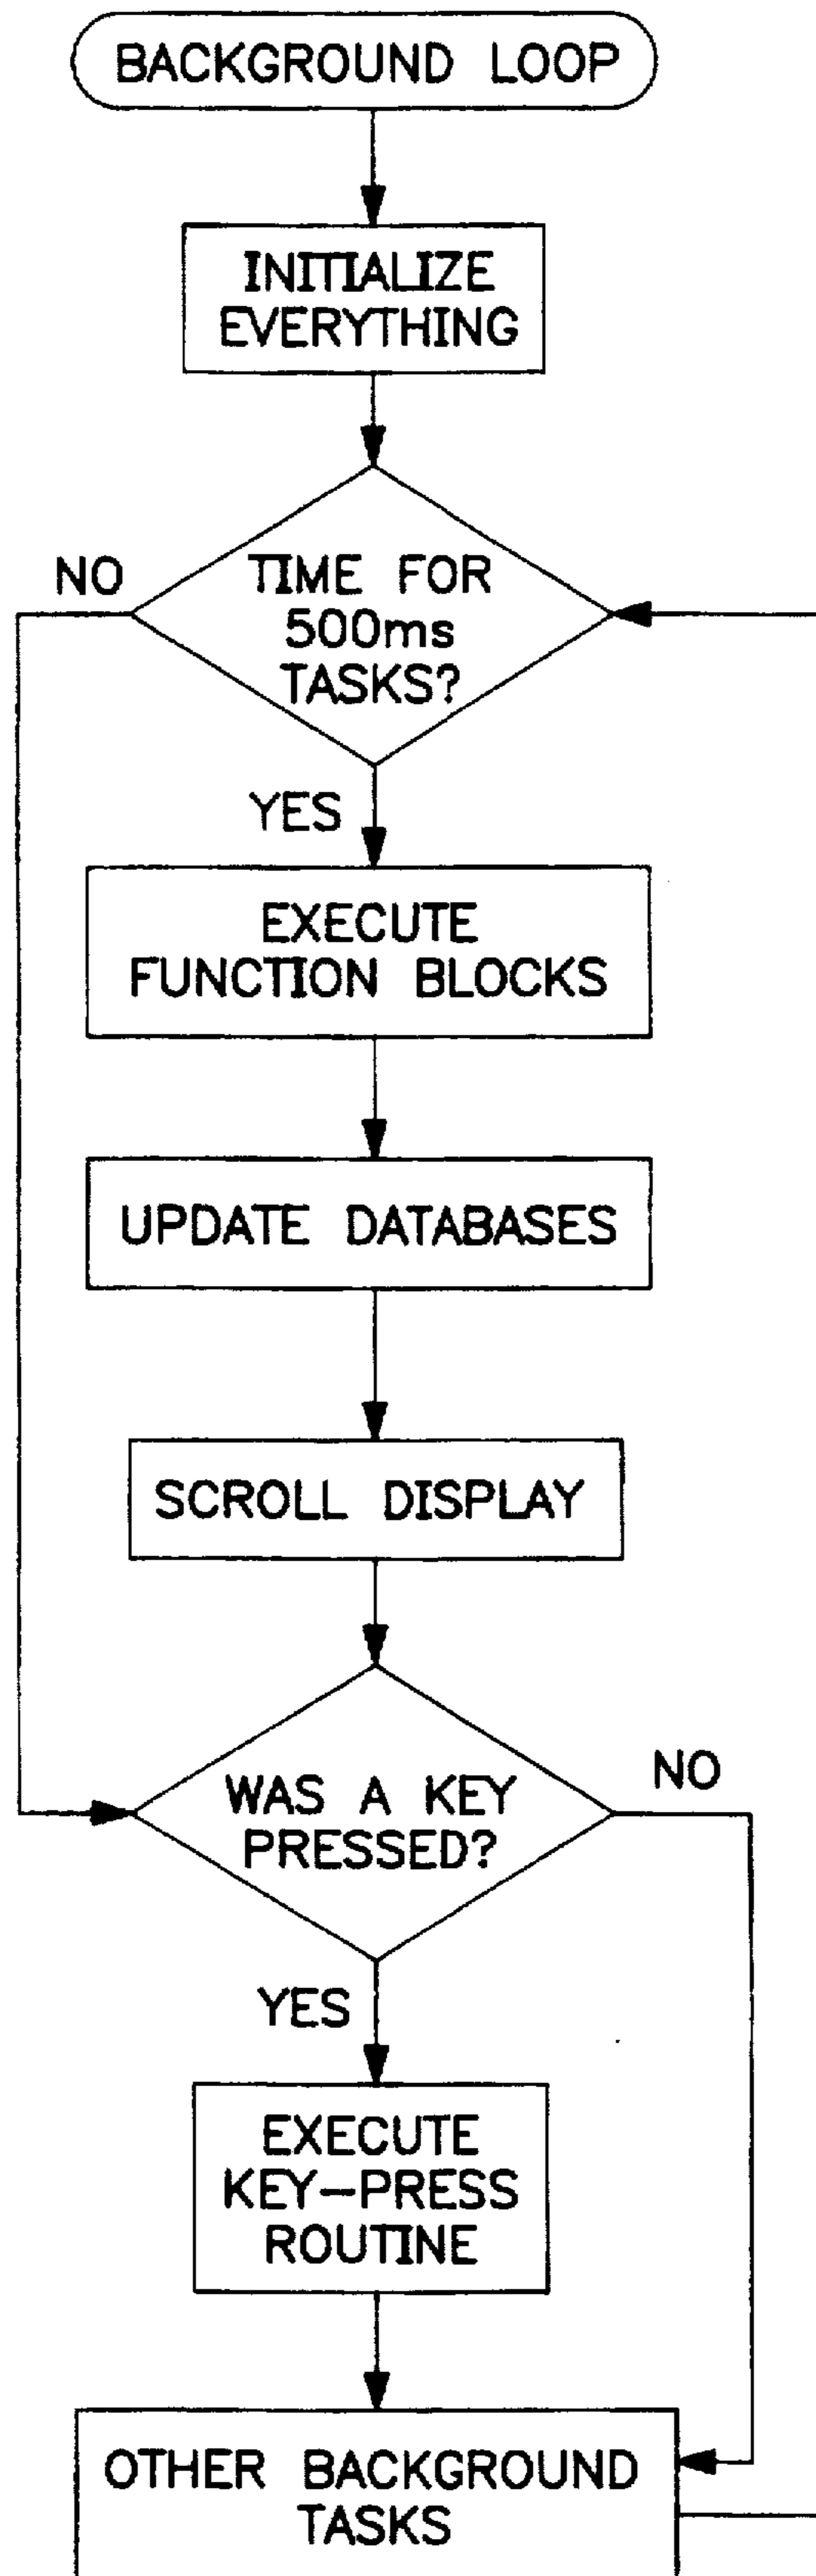 BACKGROUND LOOP
INITIALIZE
EVERYTHING
NO
TIME FOR
500ms
TASKS?
YES
EXECUTE
FUNCTION BLOCKS
UPDATE DATABASES
SCROLL DISPLAY
WAS A KEY
PRESSED?
NO
YES
EXECUTE
KEY-PRESS
ROUTINE
OTHER BACKGROUND
TASKS